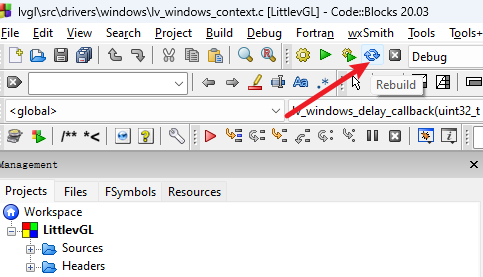 lvgl\src\drivers\windows\lv_windows_context.c [LittlevGL] - Code::Blocks 20.03
Edit View Search Project Build Debug Fortran wxSmith Tools Tools+
Debug
Rebuild
<global> lv_windows_delay_callback(uint32_t
/** *<
Management
Projects Files FSymbols Resources
Workspace
LittlevGL
Sources
Headers